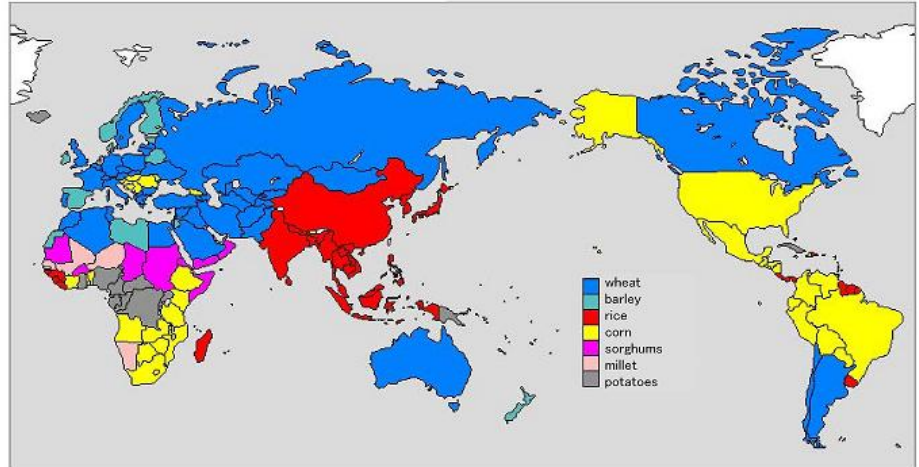 wheat
barley
rice
corn
sorghums
millet
potatoes